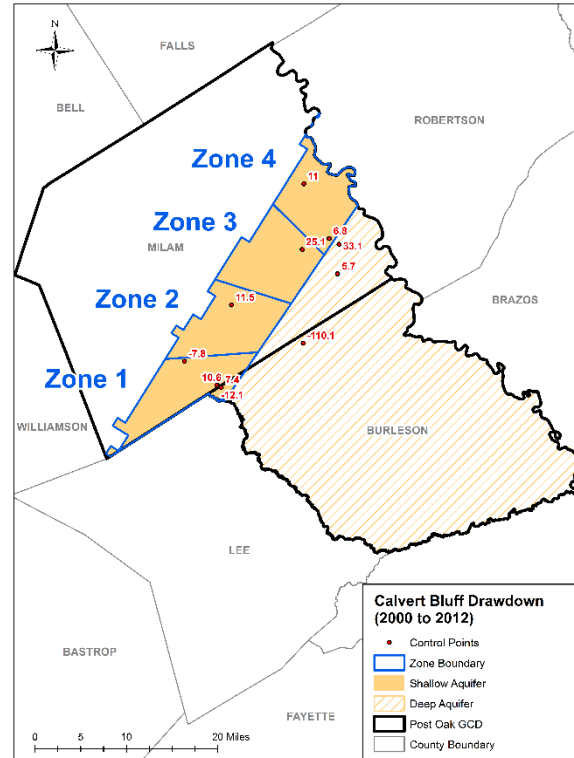 N
FALLS
BELL
ROBERTSON
Zone 4
11
Zone 3
6.8
25.1
33.1
MILAM
5.7
Zone 2
BRAZOS
11.5
-110.1
-7.8
Zone 1
10.6
-12.1
WILLIAMSON
BURLESON
LEE
BASTROP
FAYETTE
0 5 10 20 Miles
Calvert Bluff Drawdown
(2000 to 2012)
Control Points
Zone Boundary
Shallow Aquifer
Deep Aquifer
Post Oak GCD
County Boundary